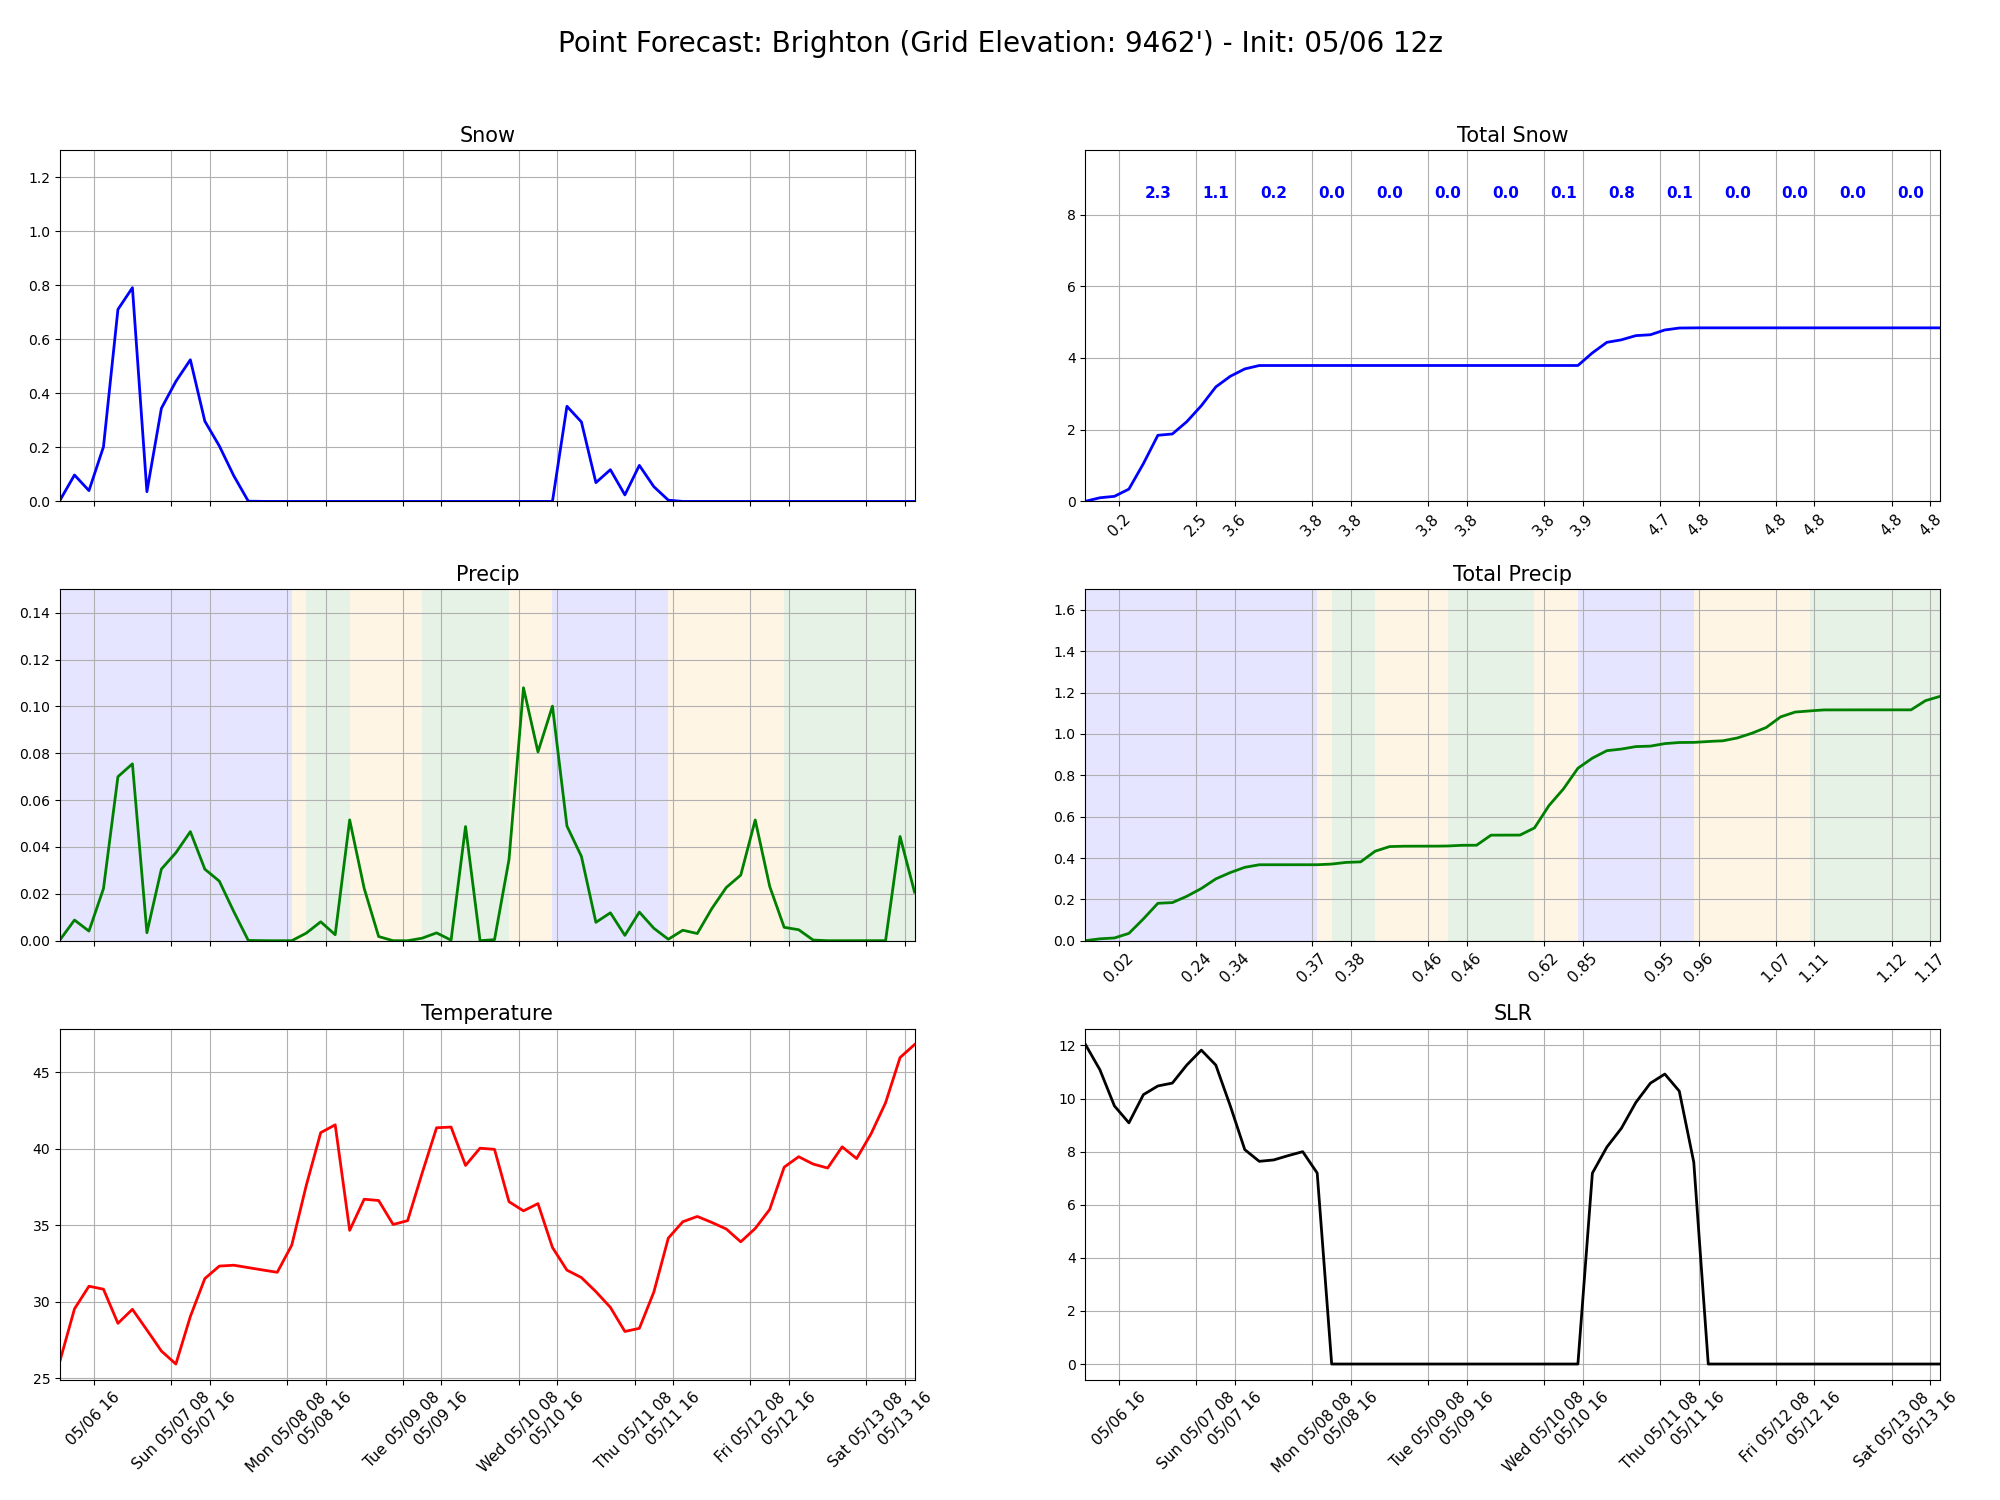 Point Forecast: Brighton (Grid Elevation: 9462') - Init: 05/06 12z
Snow
1.2
1.0
0.8
0.6
0.4
0.2
0.0
Total Snow
2.3 1.1 0.2 0.0 0.0 0.0 0.0 0.1 0.8 0.1 0.0 0.0 0.0 0.0
8
6
4
2
0
0.2 2.5 3.6 3.8 3.8 3.8 3.8 3.8 3.9 4.7 4.8 4.8 4.8 4.8 4.8
Precip
0.14
0.12
0.10
0.08
0.06
0.04
0.02
0.00
Total Precip
1.6
1.4
1.2
1.0
0.8
0.6
0.4
0.2
0.0
0.02 0.24 0.34 0.37 0.38 0.46 0.46 0.62 0.85 0.95 0.96 1.07 1.11 1.12 1.17
Temperature
45
40
35
30
25
05/06 16
Sun 05/07 08
05/07 16
Mon 05/08 08
05/08 16
Tue 05/09 08
05/09 16
Wed 05/10 08
05/10 16
Thu 05/11 08
05/11 16
Fri 05/12 08
05/12 16
Sat 05/13 08
05/13 16
SLR
12
10
8
6
4
2
0
05/06 16
Sun 05/07 08
05/07 16
Mon 05/08 08
05/08 16
Tue 05/09 08
05/09 16
Wed 05/10 08
05/10 16
Thu 05/11 08
05/11 16
Fri 05/12 08
05/12 16
Sat 05/13 08
05/13 16